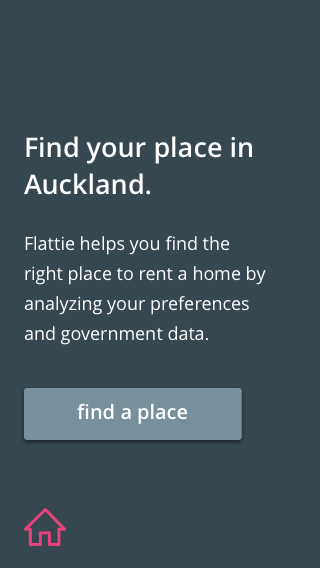 Find your place in
Auckland.
Flattie helps you find the
right place to rent a home by
analyzing your preferences
and government data.
find a place